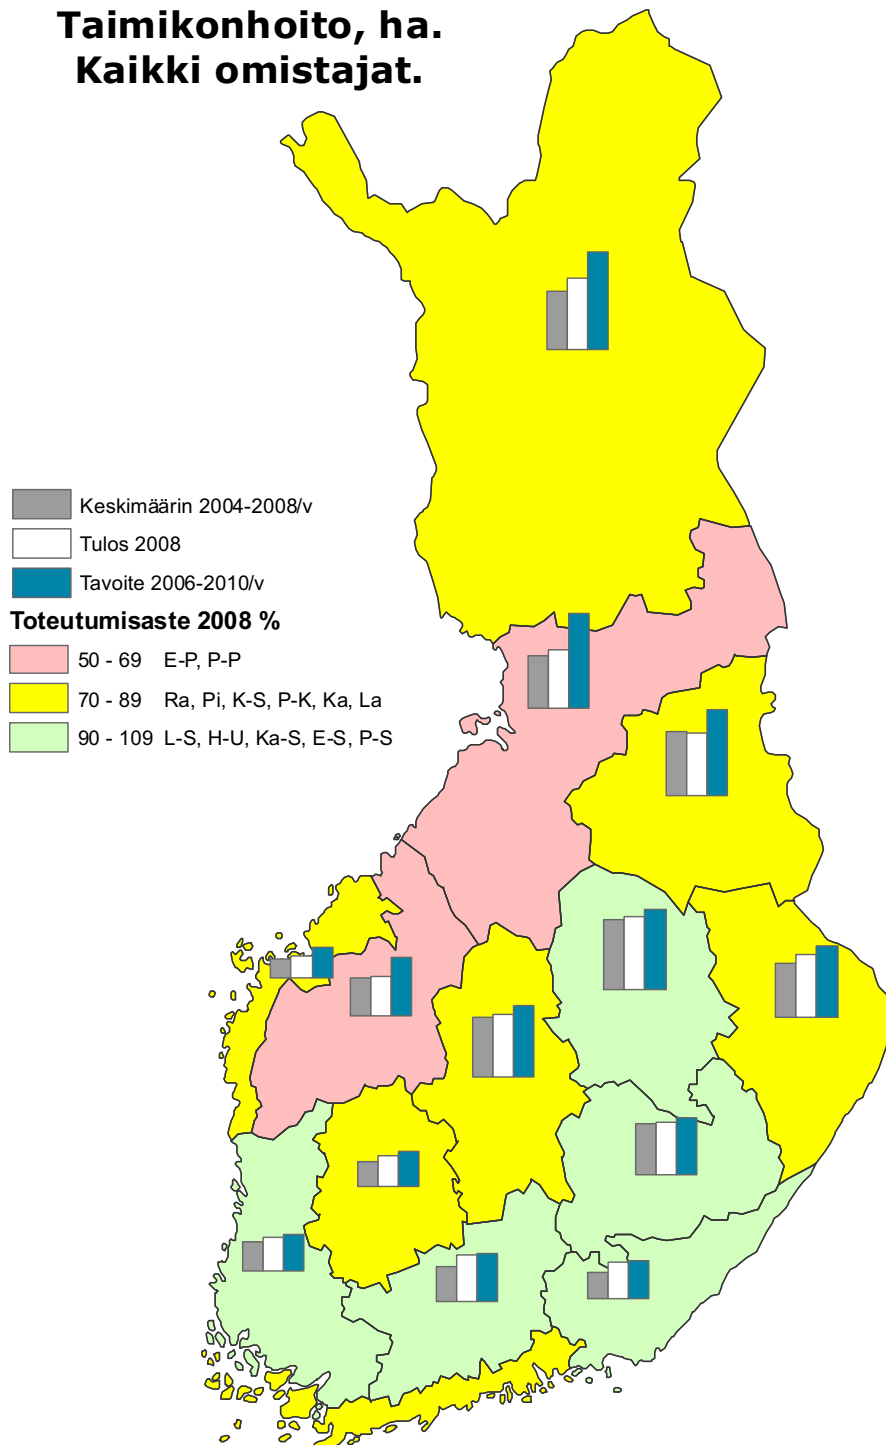 Taimikonhoito, ha.
Kaikki omistajat.
Keskimäärin 2004-2008/v
Tulos 2008
Tavoite 2006-2010/v
Toteutumisaste 2008 %
50 - 69 E-P, P-P
70 - 89 Ra, Pi, K-S, P-K, Ka, La
90 - 109 L-S, H-U, Ka-S, E-S, P-S